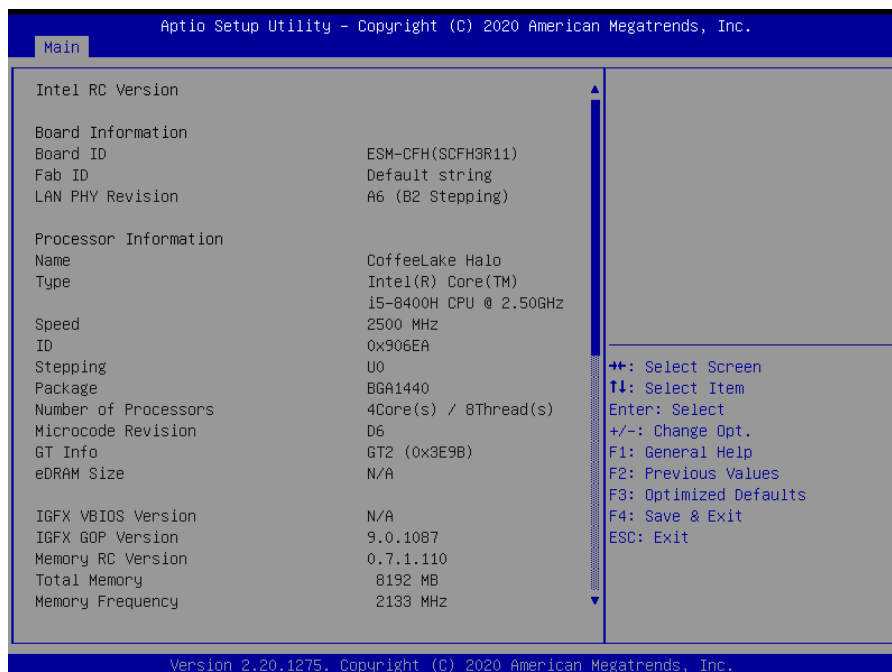 Aptio Setup Utility – Copyright (C) 2020 American Megatrends, Inc.
Main
Intel RC Version
Board Information
Board ID ESM-CFH(SCFH3R11)
Fab ID Default string
LAN PHY Revision A6 (B2 Stepping)
Processor Information
Name CoffeeLake Halo
Type Intel(R) Core(TM)
i5-8400H CPU @ 2.50GHz
Speed 2500 MHz
ID 0x906EA
Stepping U0
Package BGA1440
Number of Processors 4Core(s) / 8Thread(s)
Microcode Revision D6
GT Info GT2 (0x3E9B)
eDRAM Size N/A
IGFX VBIOS Version N/A
IGFX GOP Version 9.0.1087
Memory RC Version 0.7.1.110
Total Memory 8192 MB
Memory Frequency 2133 MHz
→←: Select Screen
↑↓: Select Item
Enter: Select
+/-: Change Opt.
F1: General Help
F2: Previous Values
F3: Optimized Defaults
F4: Save & Exit
ESC: Exit
Version 2.20.1275. Copyright (C) 2020 American Megatrends, Inc.